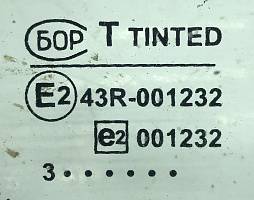 БОР T TINTED
E2 43R-001232
e2 001232
3 . . . . . .